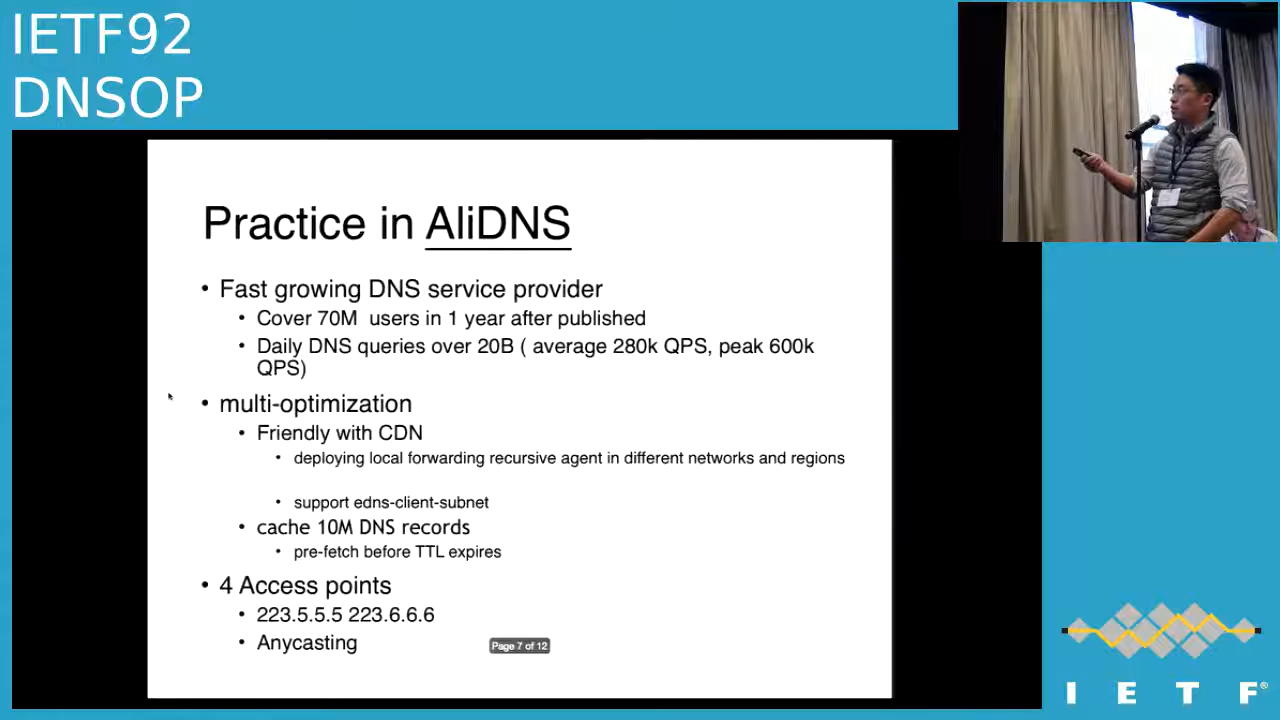 IETF92
DNSOP
Practice in AliDNS
• Fast growing DNS service provider
• Cover 70M  users in 1 year after published
• Daily DNS queries over 20B ( average 280k QPS, peak 600k
QPS)
• multi-optimization
• Friendly with CDN
• deploying local forwarding recursive agent in different networks and regions
• support edns-client-subnet
• cache 10M DNS records
• pre-fetch before TTL expires
• 4 Access points
• 223.5.5.5 223.6.6.6
• Anycasting
Page 7 of 12
I E T F®